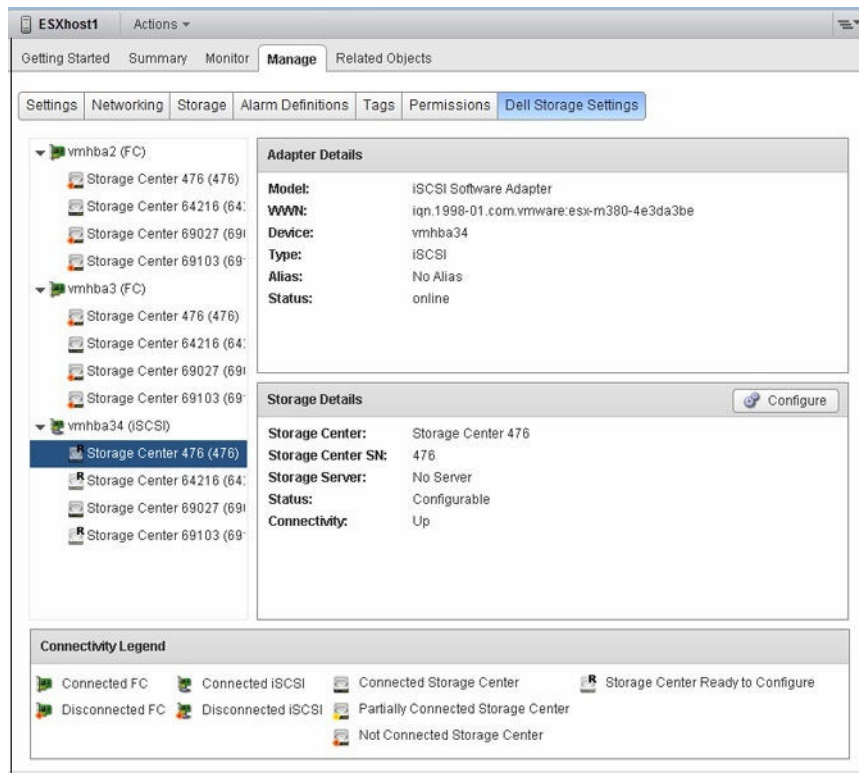 ESXhost1 Actions
Getting Started Summary Monitor Manage Related Objects
Settings Networking Storage Alarm Definitions Tags Permissions Dell Storage Settings
vmhba2 (FC)
Storage Center 476 (476)
Storage Center 64216 (64
Storage Center 69027 (69
Storage Center 69103 (69
vmhba3 (FC)
Storage Center 476 (476)
Storage Center 64216 (64
Storage Center 69027 (69
Storage Center 69103 (69
vmhba34 (iSCSI)
R Storage Center 476 (476)
R Storage Center 64216 (64
Storage Center 69027 (69
R Storage Center 69103 (69
Adapter Details
Model: iSCSI Software Adapter
WWN: iqn.1998-01.com.vmware:esx-m380-4e3da3be
Device: vmhba34
Type: iSCSI
Alias: No Alias
Status: online
Storage Details Configure
Storage Center: Storage Center 476
Storage Center SN: 476
Storage Server: No Server
Status: Configurable
Connectivity: Up
Connectivity Legend
Connected FC Connected iSCSI Connected Storage Center R Storage Center Ready to Configure
Disconnected FC Disconnected iSCSI Partially Connected Storage Center
Not Connected Storage Center